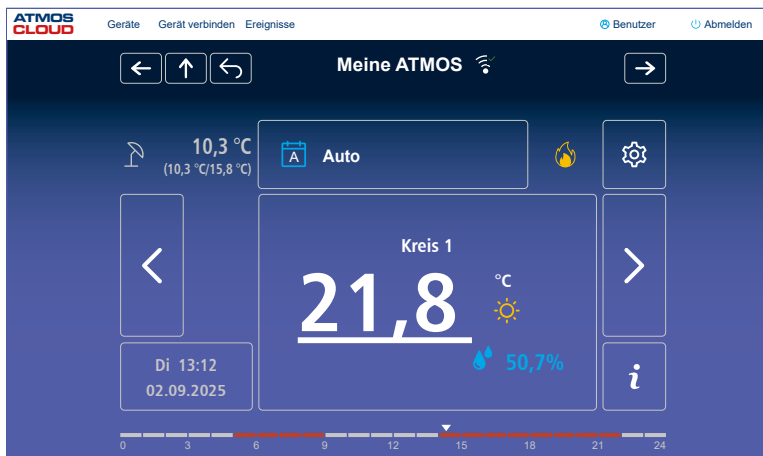 ATMOS
CLOUD
Geräte Gerät verbinden Ereignisse Benutzer Abmelden
Meine ATMOS
10,3 °C
(10,3 °C/15,8 °C)
A Auto
Kreis 1
21,8 °C
50,7%
Di 13:12
02.09.2025
i
0 3 6 9 12 15 18 21 24